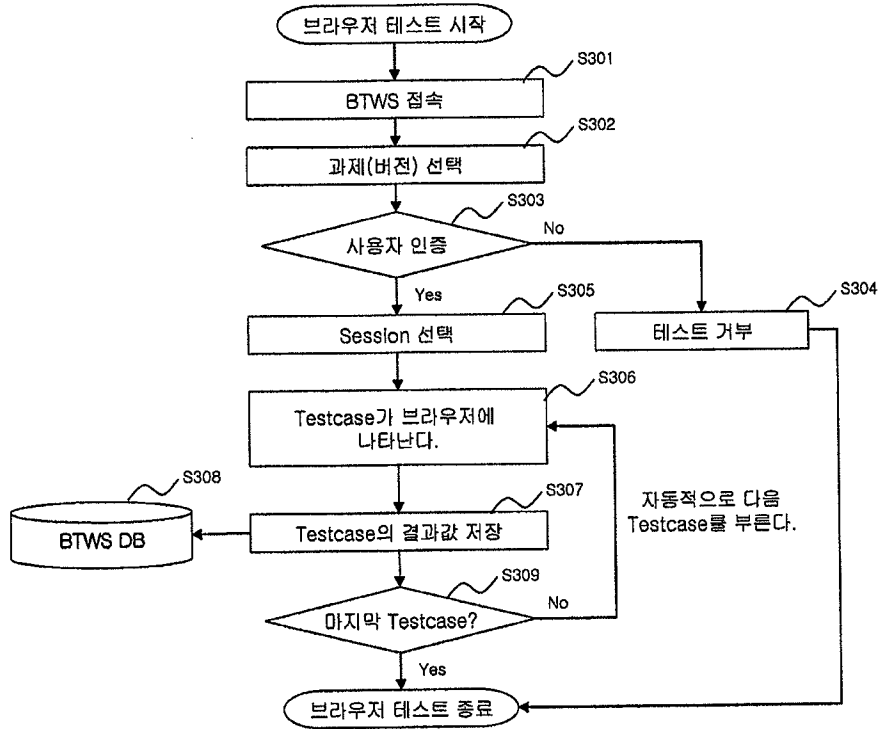 브라우저 테스트 시작
S301
BTWS 접속
S302
과제(버전) 선택
S303
사용자 인증
No
Yes
S304
테스트 거부
S305
Session 선택
S306
Testcase가 브라우저에
나타난다.
S307
Testcase의 결과값 저장
S308
BTWS DB
자동적으로 다음
Testcase를 부른다.
S309
마지막 Testcase?
No
Yes
브라우저 테스트 종료